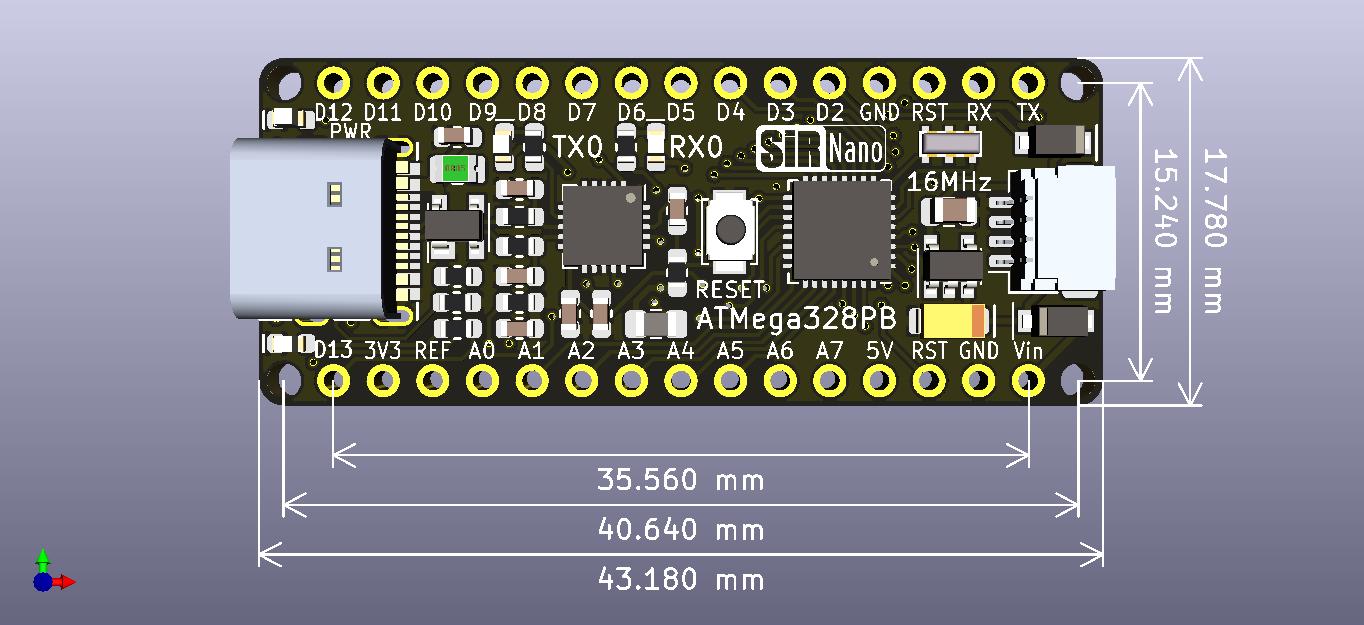 D12 D11 D10 D9 D8 D7 D6 D5 D4 D3 D2 GND RST RX TX
PWR
TX0 RX0
SIR Nano
16MHz
RESET
ATMega328PB
D13 3V3 REF A0 A1 A2 A3 A4 A5 A6 A7 5V RST GND Vin
15.240 mm
17.780 mm
35.560 mm
40.640 mm
43.180 mm